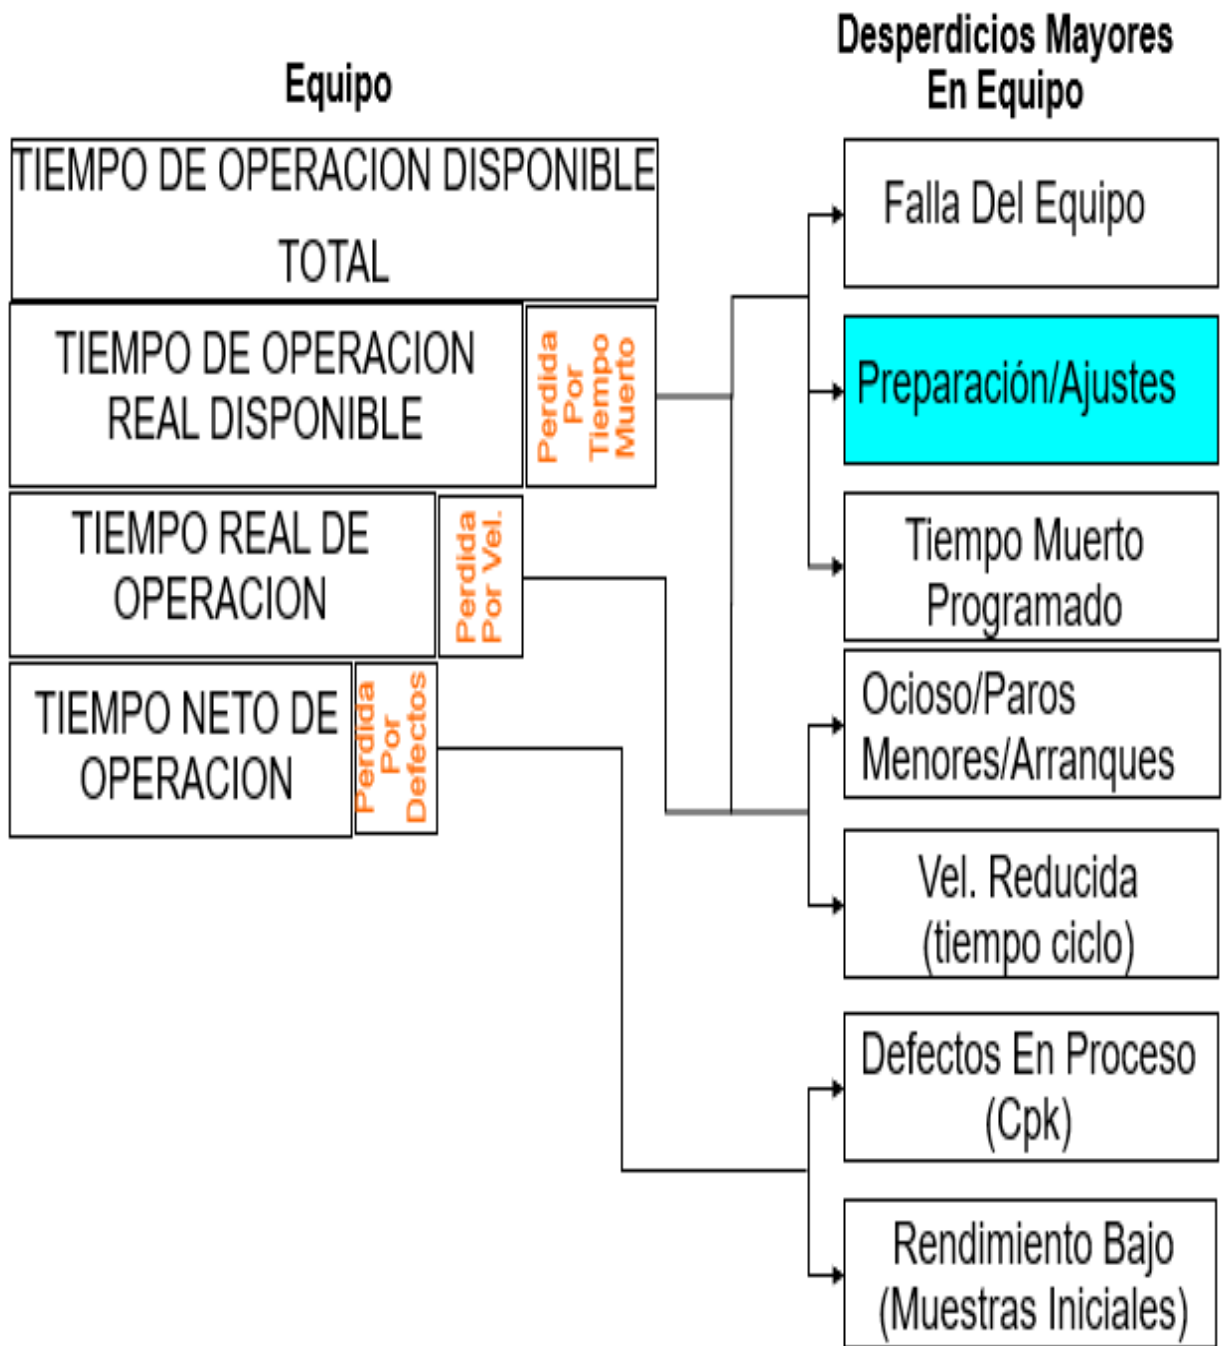 Equipo
Desperdicios Mayores
En Equipo
TIEMPO DE OPERACION DISPONIBLE
TOTAL
TIEMPO DE OPERACION
REAL DISPONIBLE
Perdida
Por
Tiempo
Muerto
TIEMPO REAL DE
OPERACION
Perdida
Por Vel.
TIEMPO NETO DE
OPERACION
Perdida
Por
Defectos
Falla Del Equipo
Preparación/Ajustes
Tiempo Muerto
Programado
Ocioso/Paros
Menores/Arranques
Vel. Reducida
(tiempo ciclo)
Defectos En Proceso
(Cpk)
Rendimiento Bajo
(Muestras Iniciales)